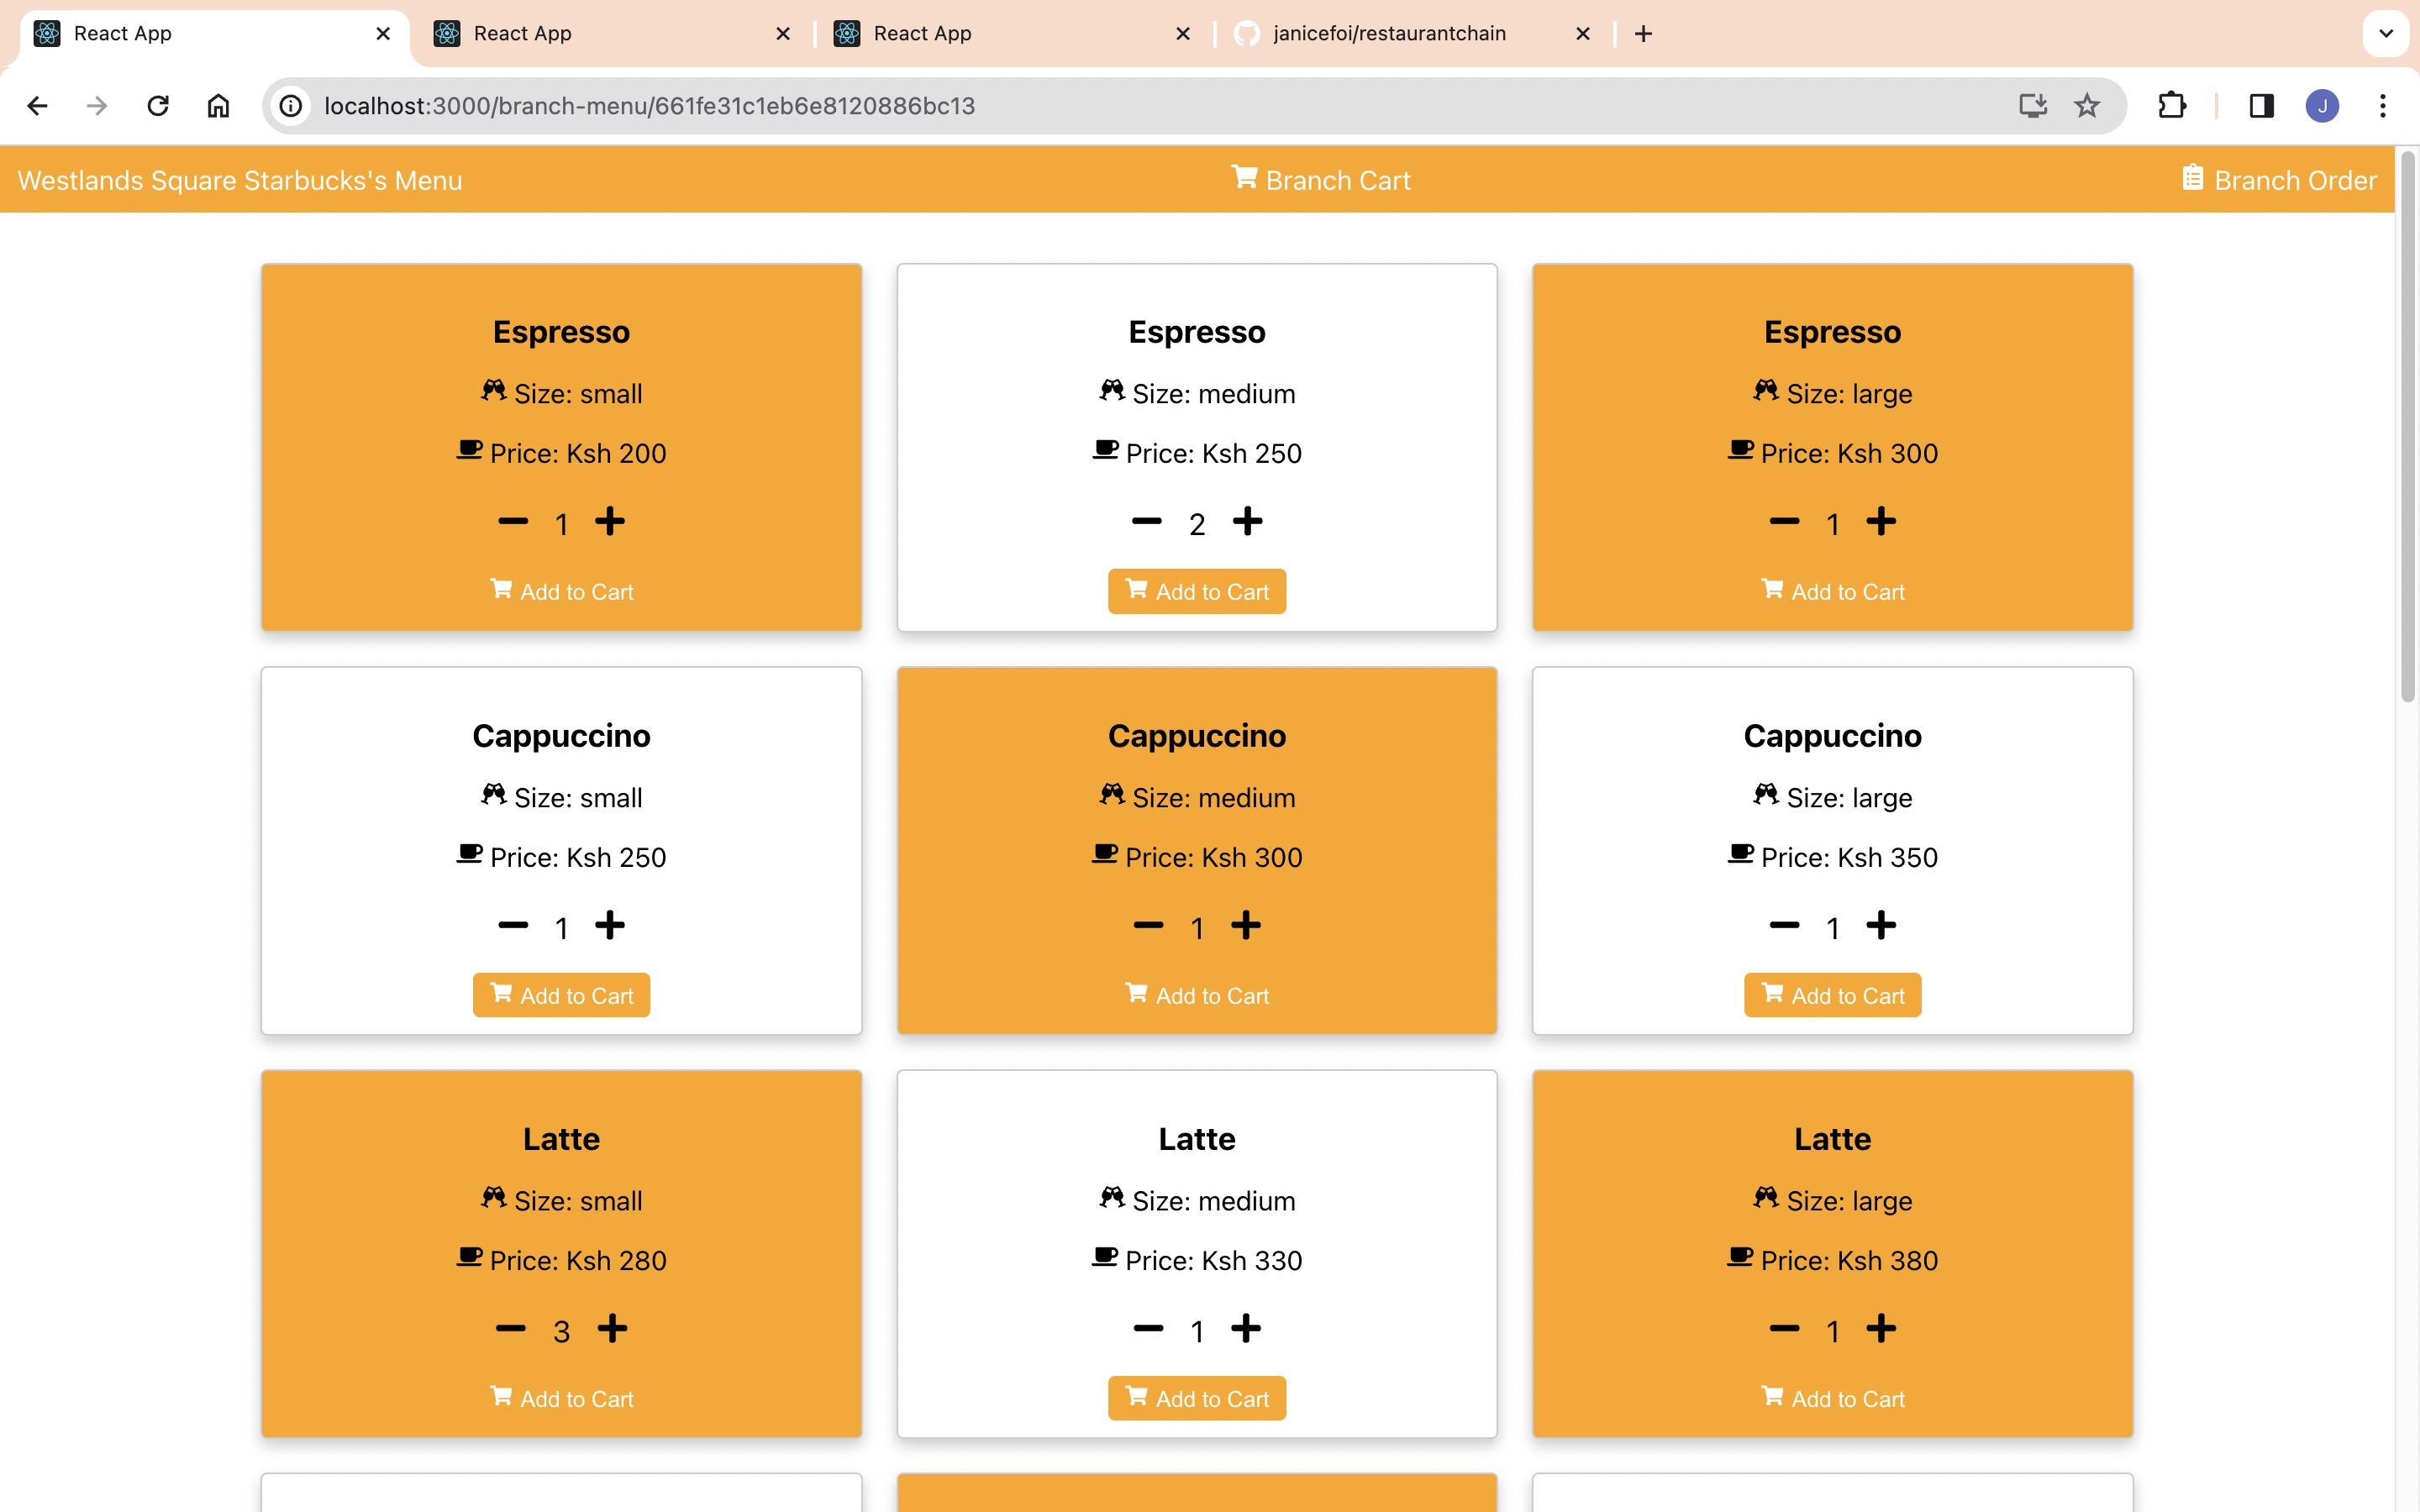 React App
React App
React App
janicefoi/restaurantchain
localhost:3000/branch-menu/661fe31c1eb6e8120886bc13
J
Westlands Square Starbucks's Menu
Branch Cart
Branch Order
Espresso
Size: small
Price: Ksh 200
1
Add to Cart
Espresso
Size: medium
Price: Ksh 250
2
Add to Cart
Espresso
Size: large
Price: Ksh 300
1
Add to Cart
Cappuccino
Size: small
Price: Ksh 250
1
Add to Cart
Cappuccino
Size: medium
Price: Ksh 300
1
Add to Cart
Cappuccino
Size: large
Price: Ksh 350
1
Add to Cart
Latte
Size: small
Price: Ksh 280
3
Add to Cart
Latte
Size: medium
Price: Ksh 330
1
Add to Cart
Latte
Size: large
Price: Ksh 380
1
Add to Cart